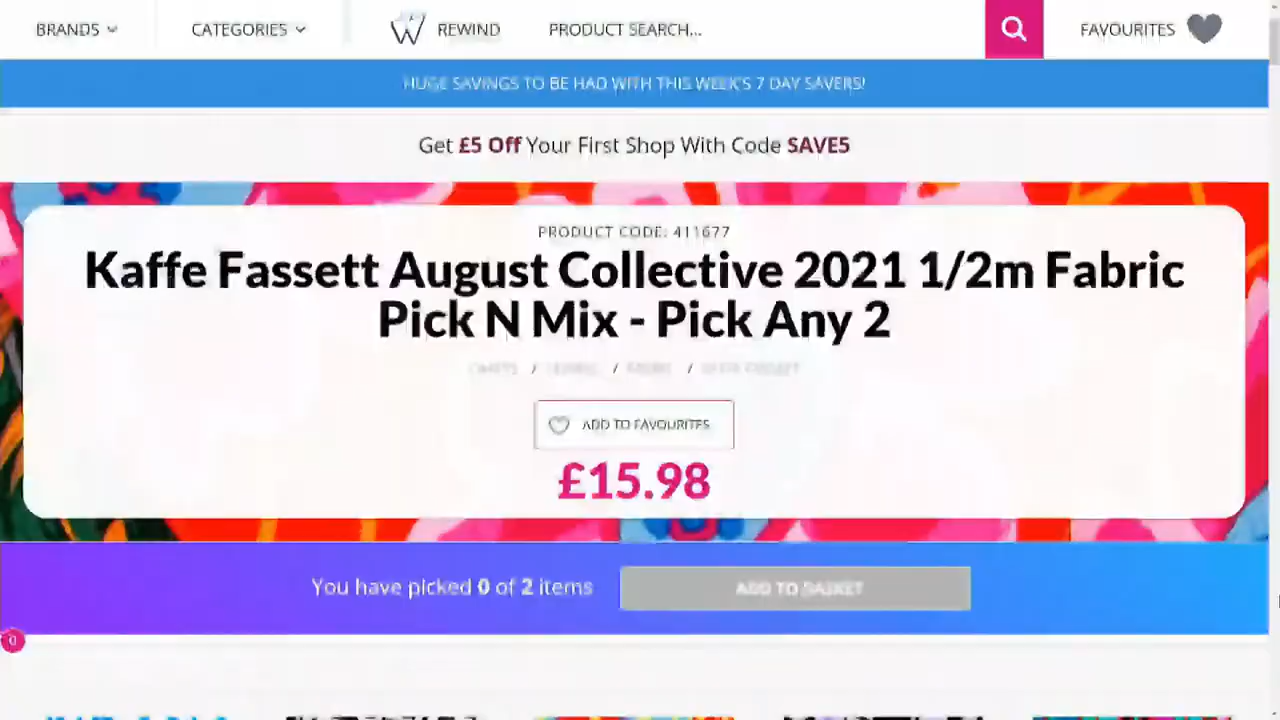 BRANDS
CATEGORIES
REWIND
PRODUCT SEARCH...
FAVOURITES
HUGE SAVINGS TO BE HAD WITH THIS WEEK'S 7 DAY SAVERS!
Get £5 Off Your First Shop With Code SAVE5
PRODUCT CODE: 411677
Kaffe Fassett August Collective 2021 1/2m Fabric
Pick N Mix - Pick Any 2
ADD TO FAVOURITES
£15.98
You have picked 0 of 2 items
ADD TO BASKET
0